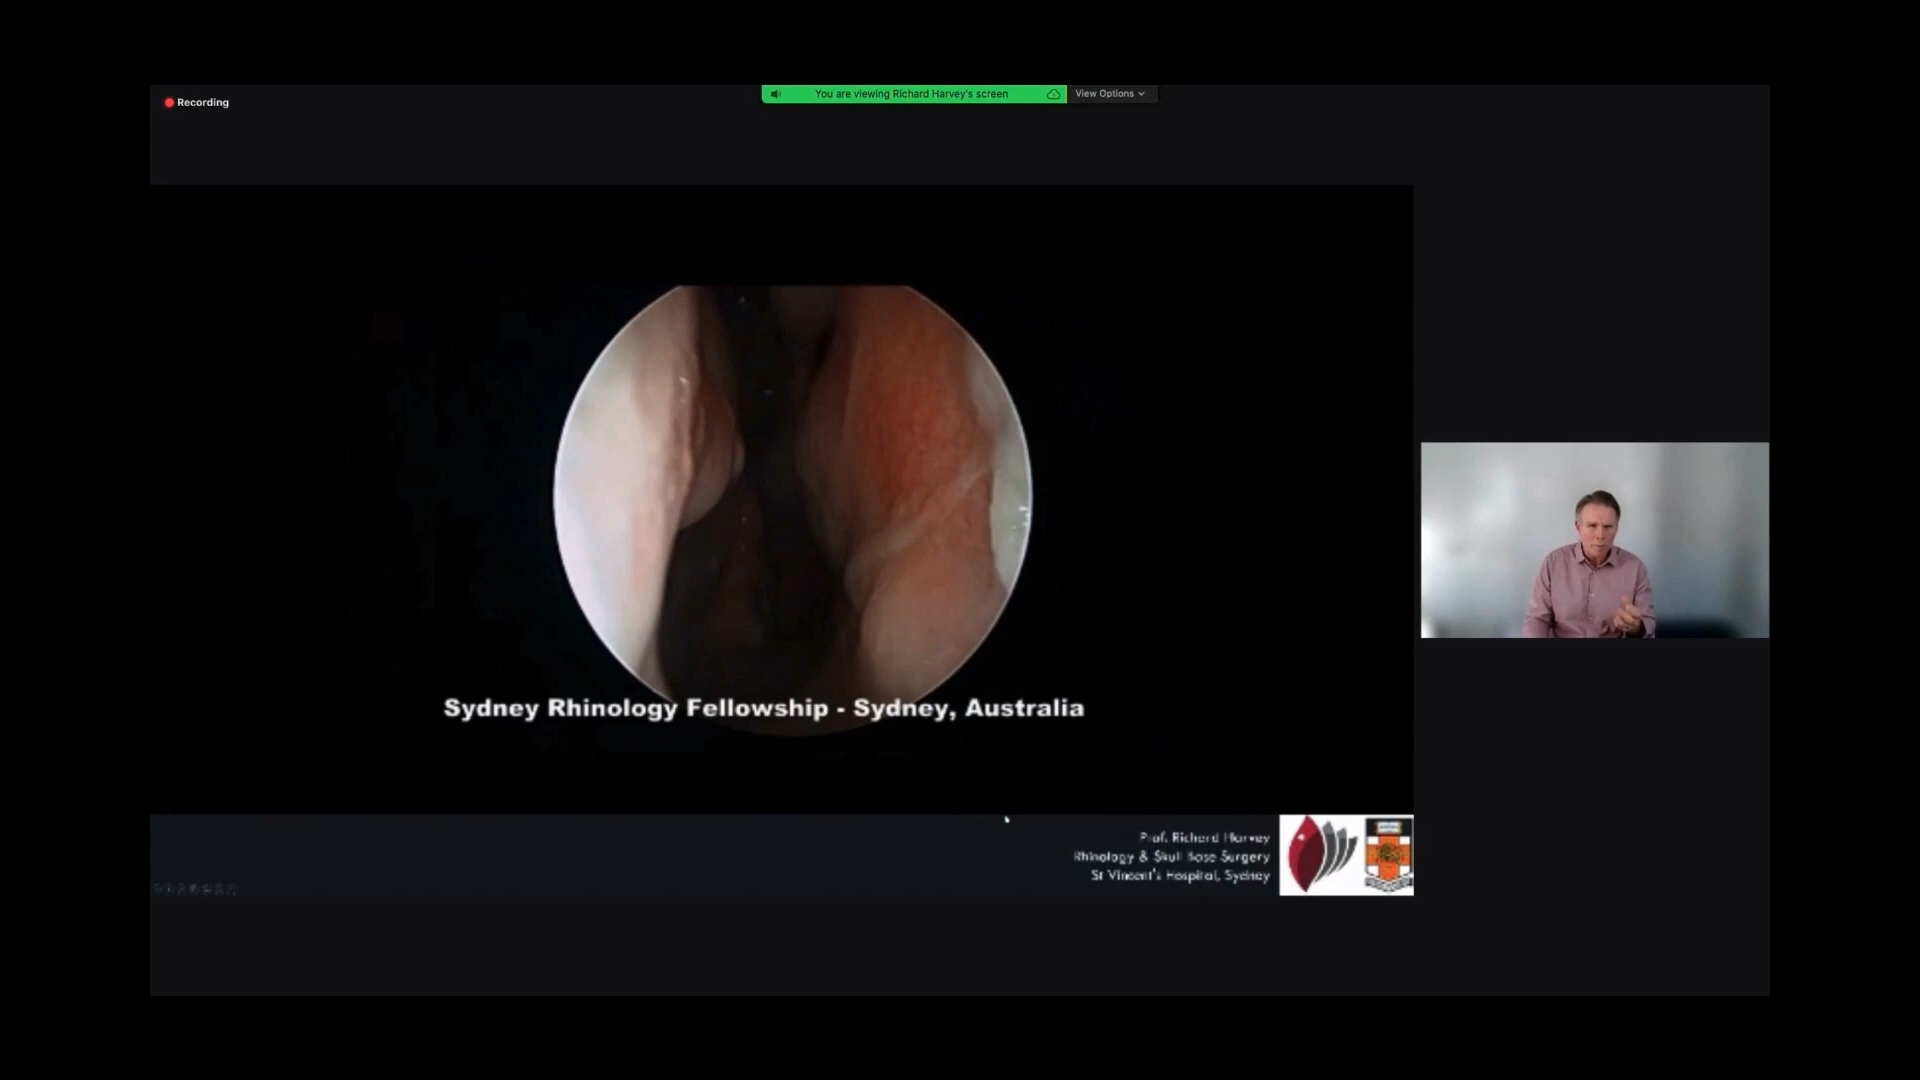 Recording
You are viewing Richard Harvey's screen
View Options
Sydney Rhinology Fellowship - Sydney, Australia
Prof. Richard Harvey
Rhinology & Skull Base Surgery
St Vincent's Hospital, Sydney